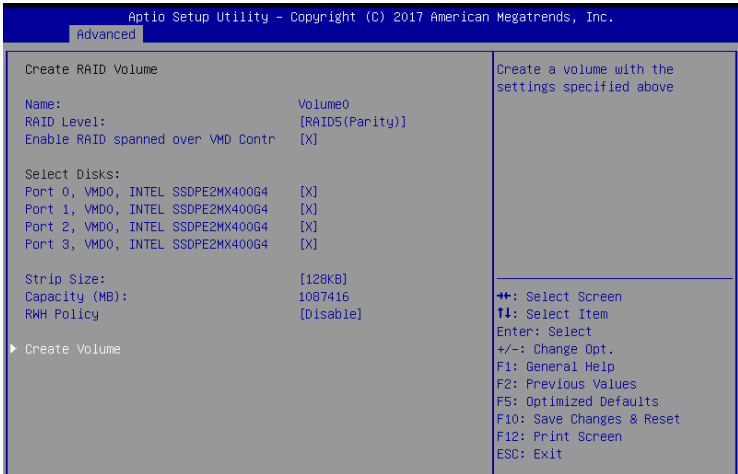 Aptio Setup Utility – Copyright (C) 2017 American Megatrends, Inc.
Advanced
Create RAID Volume
Name: Volume0
RAID Level: [RAID5(Parity)]
Enable RAID spanned over VMD Contr [X]
Select Disks:
Port 0, VMD0, INTEL SSDPE2MX400G4 [X]
Port 1, VMD0, INTEL SSDPE2MX400G4 [X]
Port 2, VMD0, INTEL SSDPE2MX400G4 [X]
Port 3, VMD0, INTEL SSDPE2MX400G4 [X]
Strip Size: [128KB]
Capacity (MB): 1087416
RWH Policy [Disable]
Create Volume
Create a volume with the
settings specified above
→←: Select Screen
↑↓: Select Item
Enter: Select
+/-: Change Opt.
F1: General Help
F2: Previous Values
F5: Optimized Defaults
F10: Save Changes & Reset
F12: Print Screen
ESC: Exit